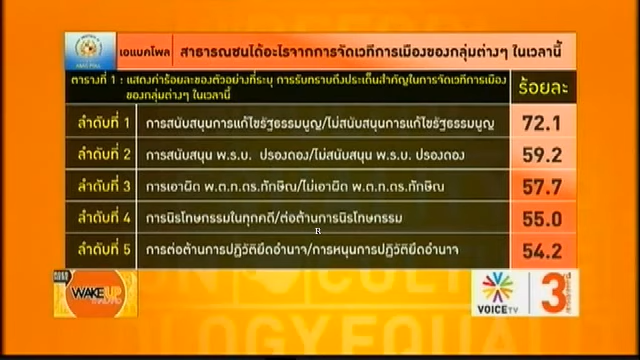 เอแบคโพล สาธารณชนได้อะไรจากการจัดเวทีการเมืองของกลุ่มต่างๆ ในเวลานี้
ตารางที่ 1 : แสดงค่าร้อยละของตัวอย่างที่ระบุ การรับทราบถึงประเด็นสำคัญในการจัดเวทีการเมือง
ของกลุ่มต่างๆ ในเวลานี้
ร้อยละ
ลำดับที่ 1 การสนับสนุนการแก้ไขรัฐธรรมนูญ/ไม่สนับสนุนการแก้ไขรัฐธรรมนูญ 72.1
ลำดับที่ 2 การสนับสนุน พ.ร.บ. ปรองดอง/ไม่สนับสนุน พ.ร.บ. ปรองดอง 59.2
ลำดับที่ 3 การเอาผิด พ.ต.ท.ดร.ทักษิณ/ไม่เอาผิด พ.ต.ท.ดร.ทักษิณ 57.7
ลำดับที่ 4 การนิรโทษกรรมในทุกคดี/ต่อต้านการนิรโทษกรรม 55.0
R
ลำดับที่ 5 การต่อต้านการปฏิวัติยึดอำนาจ/การหนุนการปฏิวัติยึดอำนาจ 54.2
WAKE UP
VOICE TV
3